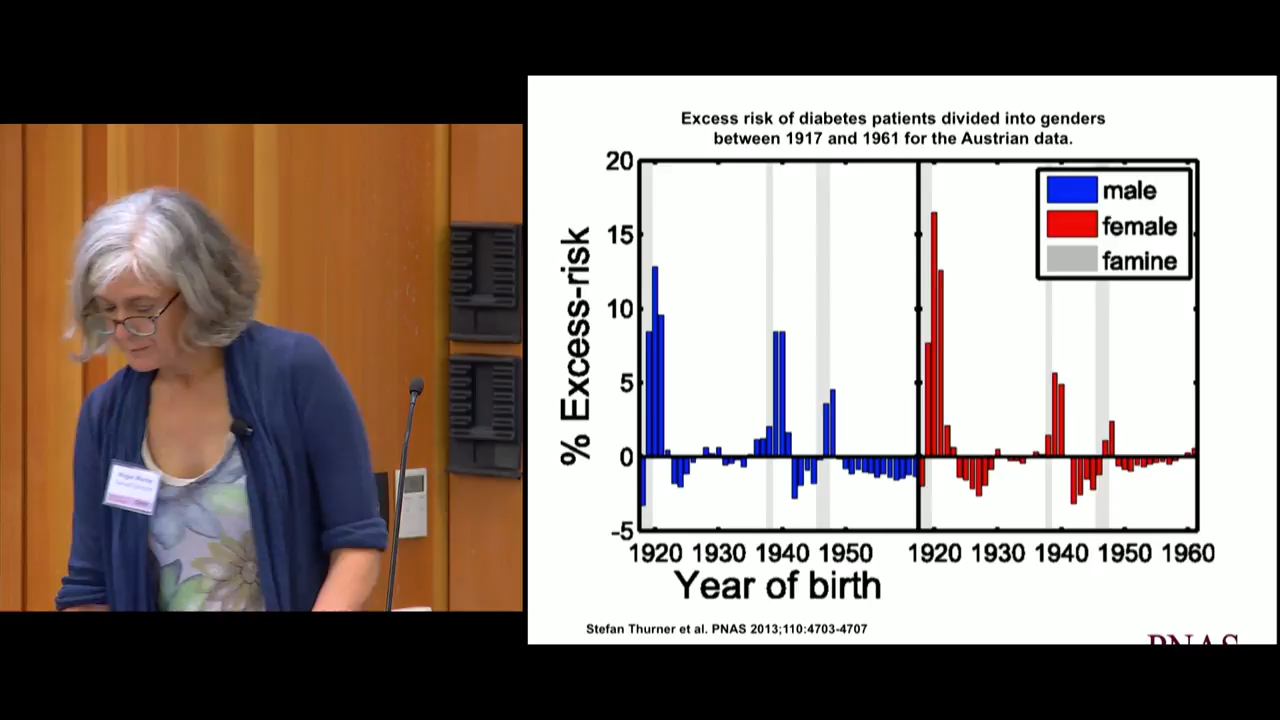 Excess risk of diabetes patients divided into genders
between 1917 and 1961 for the Austrian data.
20
15
10
5
0
-5
% Excess-risk
male
female
famine
1920 1930 1940 1950 1920 1930 1940 1950 1960
Year of birth
Stefan Thurner et al. PNAS 2013;110:4703-4707
PNAS